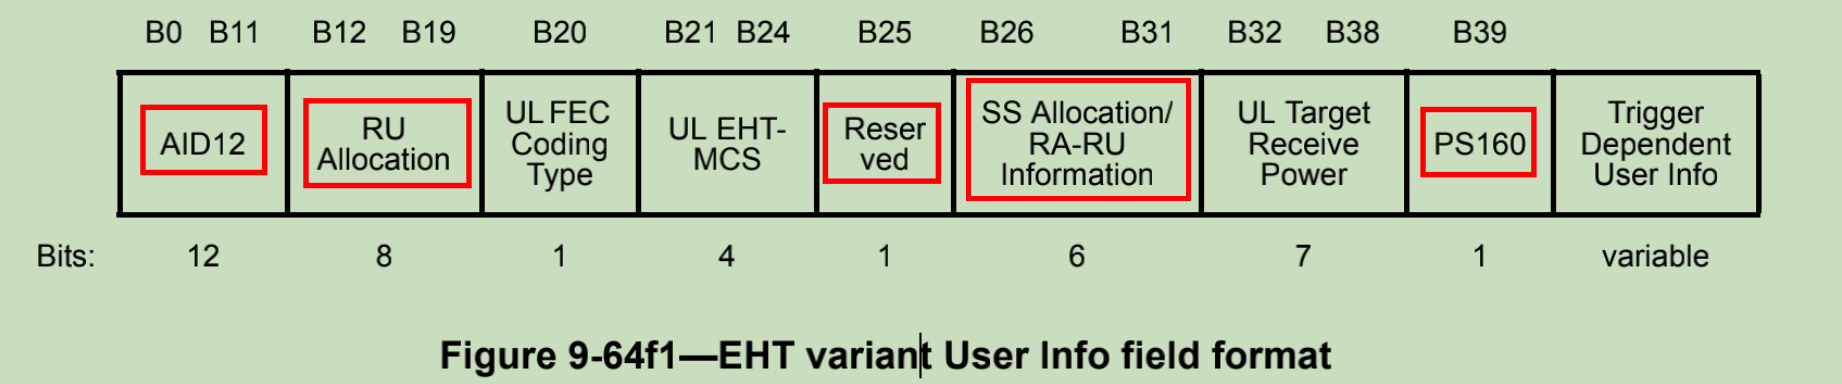 B0 B11 B12 B19 B20 B21 B24 B25 B26 B31 B32 B38 B39
AID12
RU
Allocation
UL FEC
Coding
Type
UL EHT-
MCS
Reser
ved
SS Allocation/
RA-RU
Information
UL Target
Receive
Power
PS160
Trigger
Dependent
User Info
Bits: 12 8 1 4 1 6 7 1 variable
Figure 9-64f1—EHT variant User Info field format